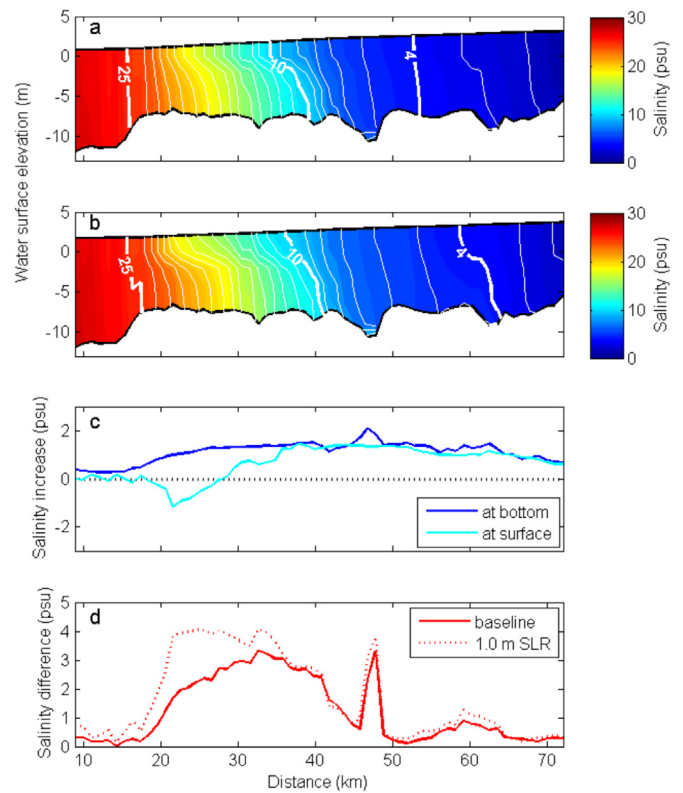 a
25
10
4
5
0
-5
-10
30
20
10
0
Salinity (psu)
Water surface elevation (m)
b
25
10
4
5
0
-5
-10
30
20
10
0
Salinity (psu)
c
Salinity increase (psu)
2
0
-2
at bottom
at surface
d
Salinity difference (psu)
5
4
3
2
1
0
baseline
1.0 m SLR
10 20 30 40 50 60 70
Distance (km)